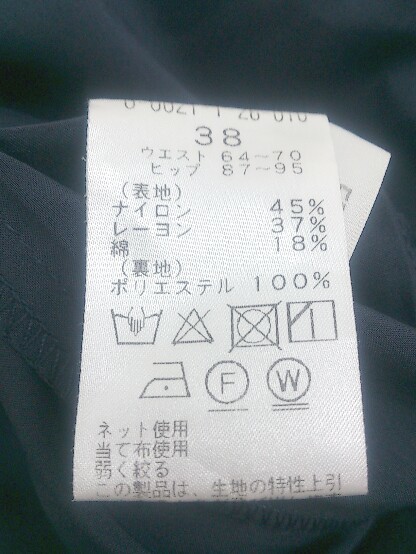 38
ウエスト 64〜70
ヒップ 87〜95
(表地)
ナイロン 45%
レーヨン 37%
綿 18%
(裏地)
ポリエステル 100%
F W
ネット使用
当て布使用
弱く絞る
この製品は、生地の特性上引